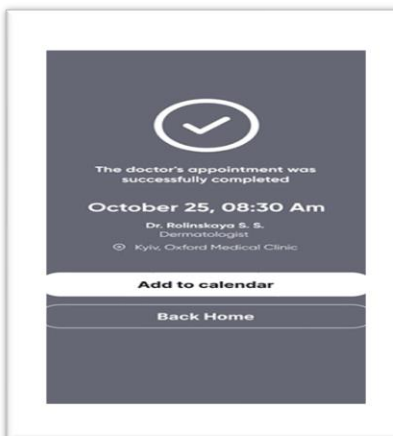 The doctor's appointment was
successfully completed
October 25, 08:30 Am
Dr. Rolinskaya S. S.
Dermatologist
Kyiv, Oxford Medical Clinic
Add to calendar
Back Home